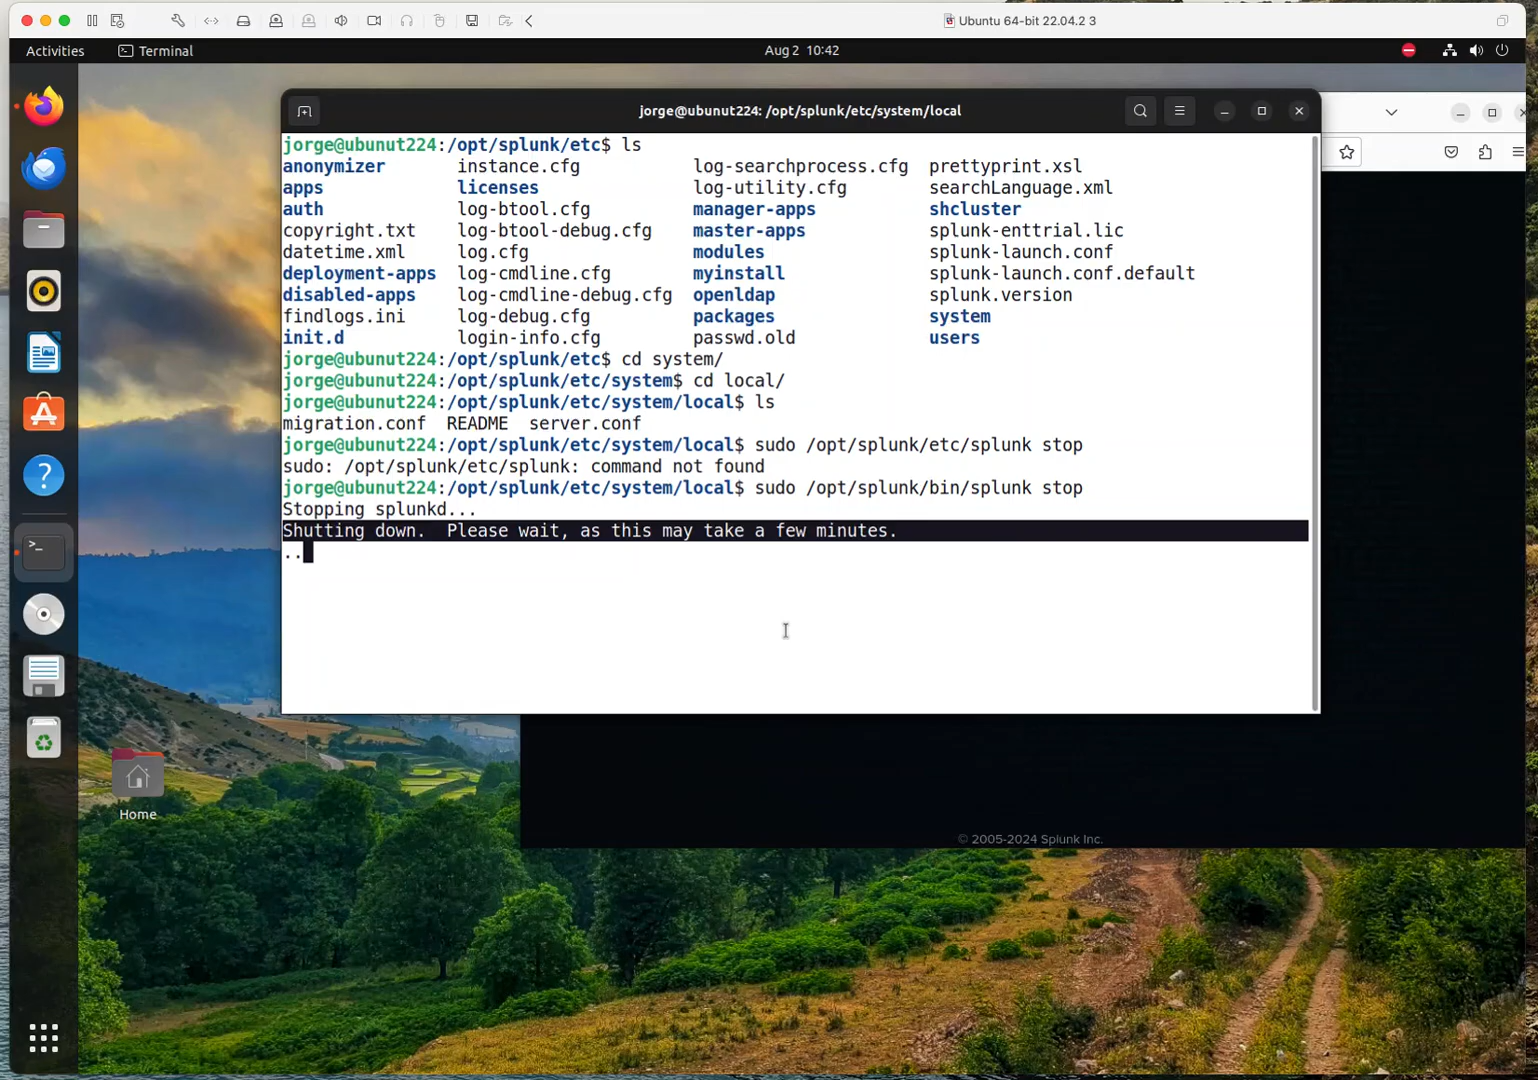 Ubuntu 64-bit 22.04.2 3
Activities
Terminal
Aug 2 10:42
jorge@ubunut224: /opt/splunk/etc/system/local
jorge@ubunut224:/opt/splunk/etc$ ls
anonymizer instance.cfg log-searchprocess.cfg prettyprint.xsl
apps licenses log-utility.cfg searchLanguage.xml
auth log-btool.cfg manager-apps shcluster
copyright.txt log-btool-debug.cfg master-apps splunk-enttrial.lic
datetime.xml log.cfg modules splunk-launch.conf
deployment-apps log-cmdline.cfg myinstall splunk-launch.conf.default
disabled-apps log-cmdline-debug.cfg openldap splunk.version
findlogs.ini log-debug.cfg packages system
init.d login-info.cfg passwd.old users
jorge@ubunut224:/opt/splunk/etc$ cd system/
jorge@ubunut224:/opt/splunk/etc/system$ cd local/
jorge@ubunut224:/opt/splunk/etc/system/local$ ls
migration.conf README server.conf
jorge@ubunut224:/opt/splunk/etc/system/local$ sudo /opt/splunk/etc/splunk stop
sudo: /opt/splunk/etc/splunk: command not found
jorge@ubunut224:/opt/splunk/etc/system/local$ sudo /opt/splunk/bin/splunk stop
Stopping splunkd...
Shutting down. Please wait, as this may take a few minutes.
..
Home
© 2005-2024 Splunk Inc.